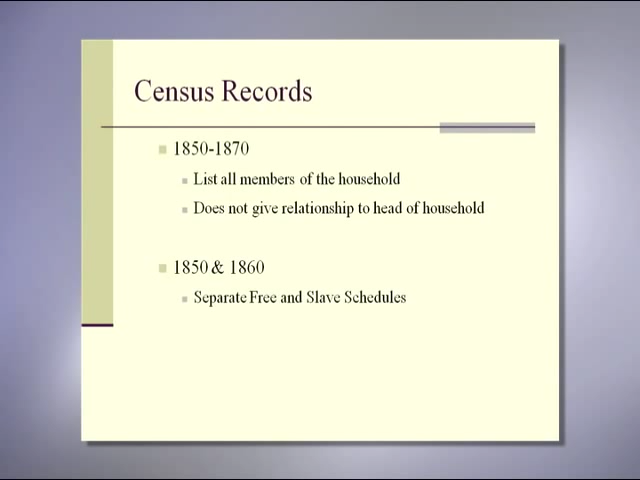 Census Records
1850-1870
List all members of the household
Does not give relationship to head of household
1850 & 1860
Separate Free and Slave Schedules